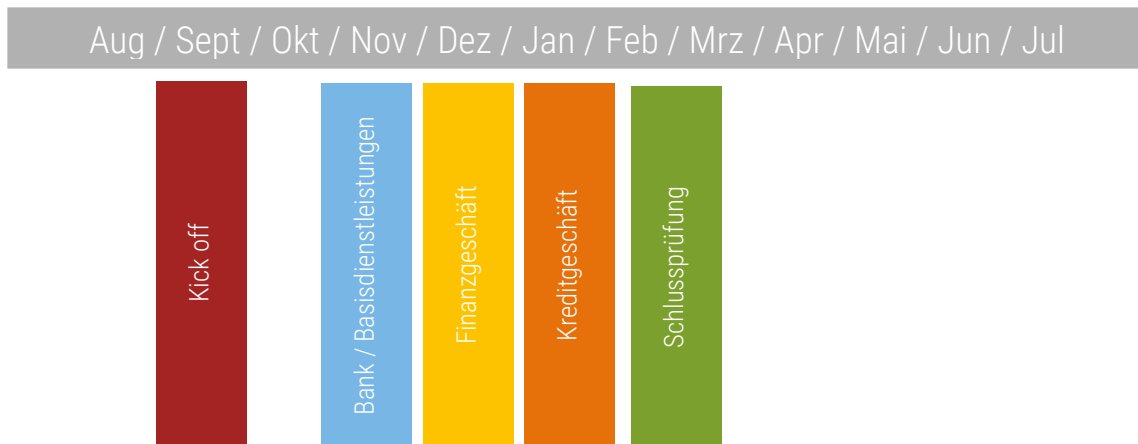 Aug / Sept / Okt / Nov / Dez / Jan / Feb / Mrz / Apr / Mai / Jun / Jul
Kick off
Bank / Basisdienstleistungen
Finanzgeschäft
Kreditgeschäft
Schlussprüfung